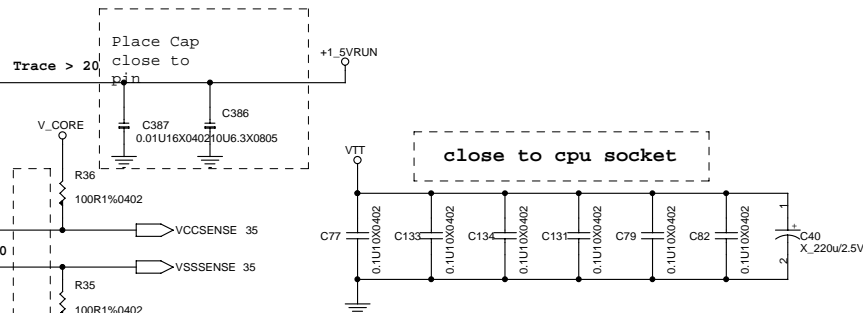 Place Cap
close to
pin
Trace > 20
+1_5VRUN
C386
C387
0.01U16X0402
10U6.3X0805
V_CORE
R36
100R1%0402
VCCSENSE 35
0
VSSSENSE 35
R35
100R1%0402
VTT
close to cpu socket
C77
0.1U10X0402
C133
0.1U10X0402
C134
0.1U10X0402
C131
0.1U10X0402
C79
0.1U10X0402
C82
0.1U10X0402
1
+
C40
X_220u/2.5V
2